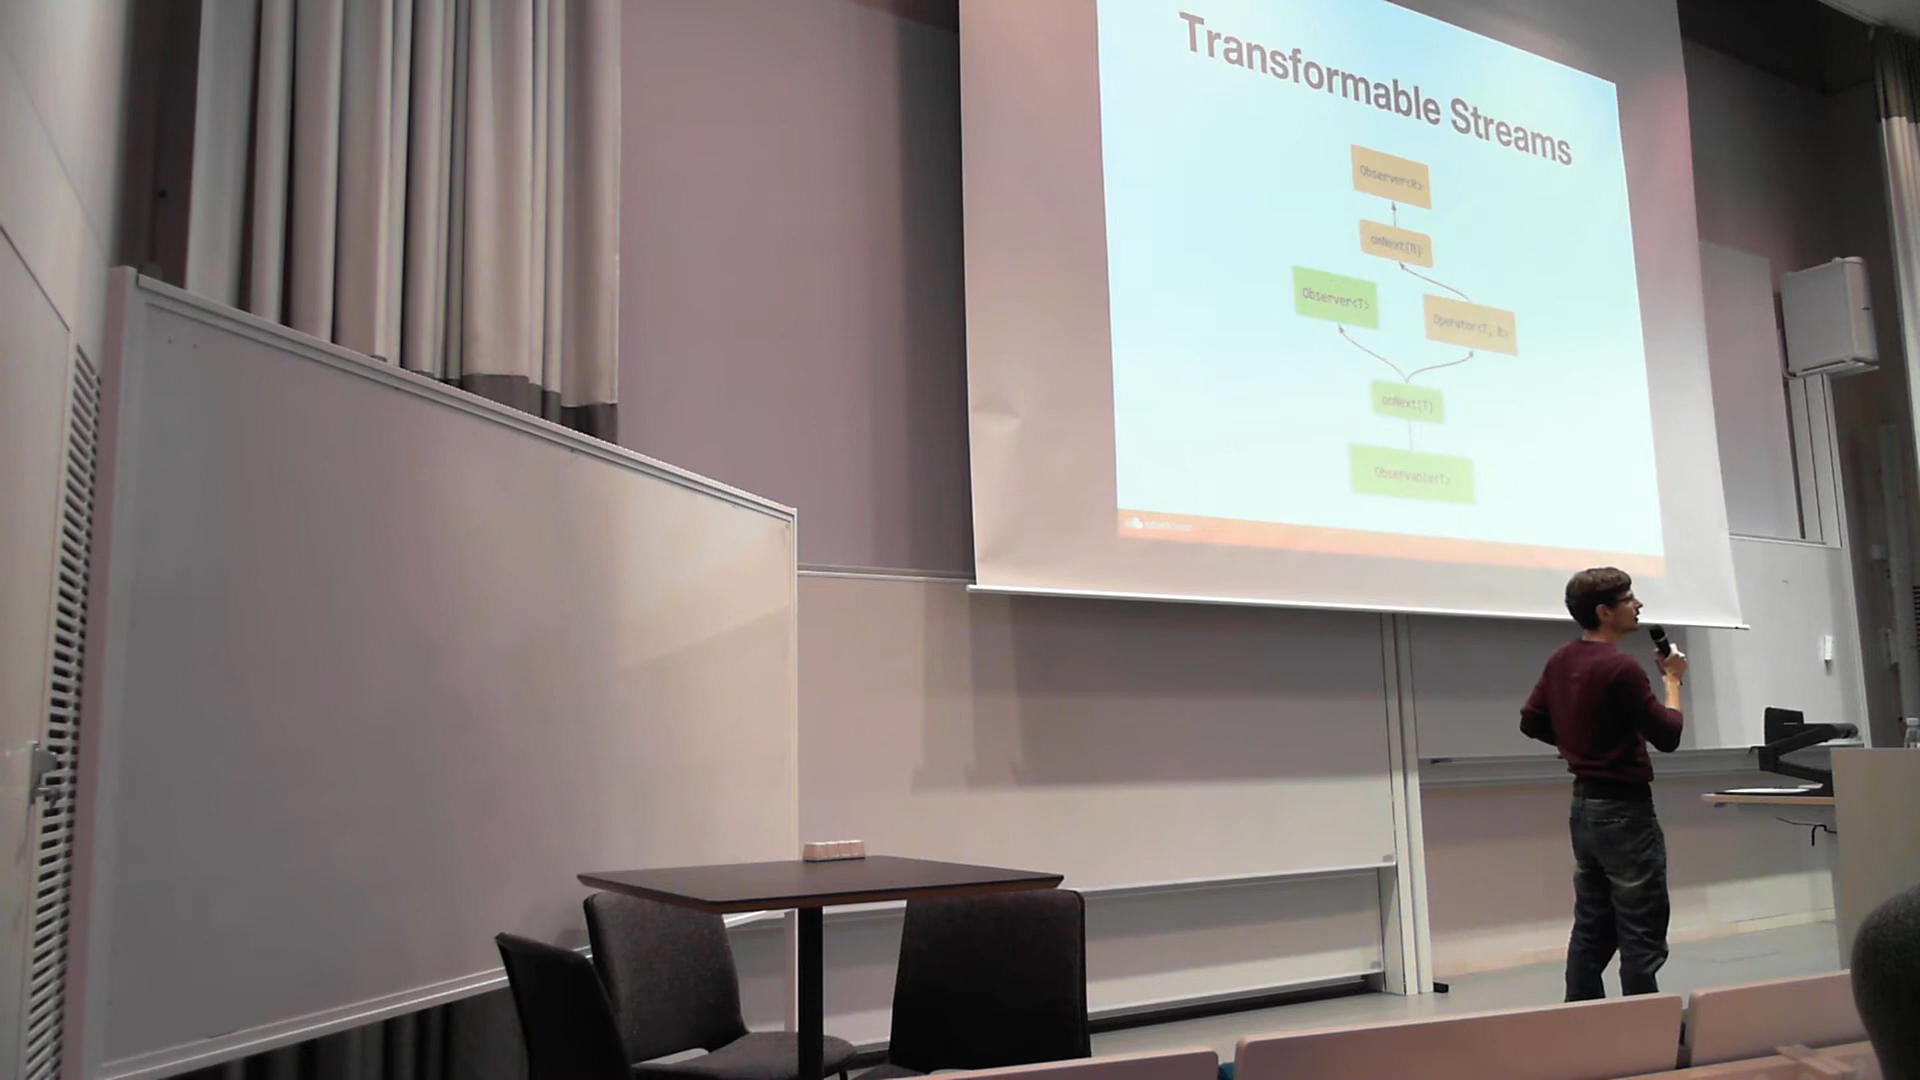 Transformable Streams
Observer<R>
onNext(R)
Observer<T>
Operator<T, R>
onNext(T)
Observable<T>